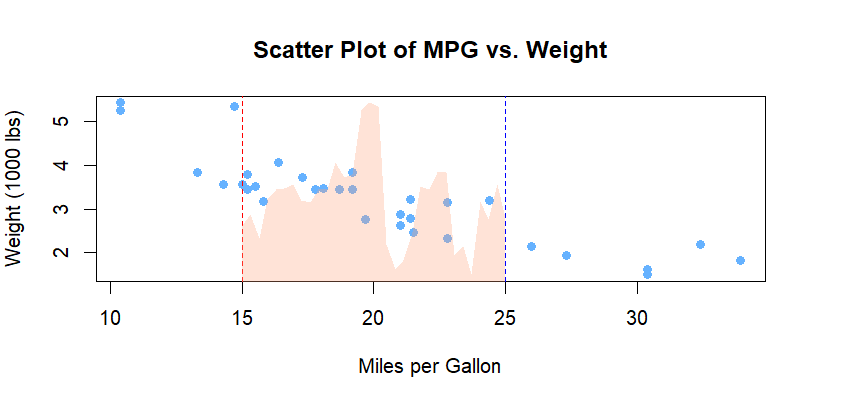 Scatter Plot of MPG vs. Weight
Weight (1000 lbs)
5
4
3
2
10 15 20 25 30
Miles per Gallon